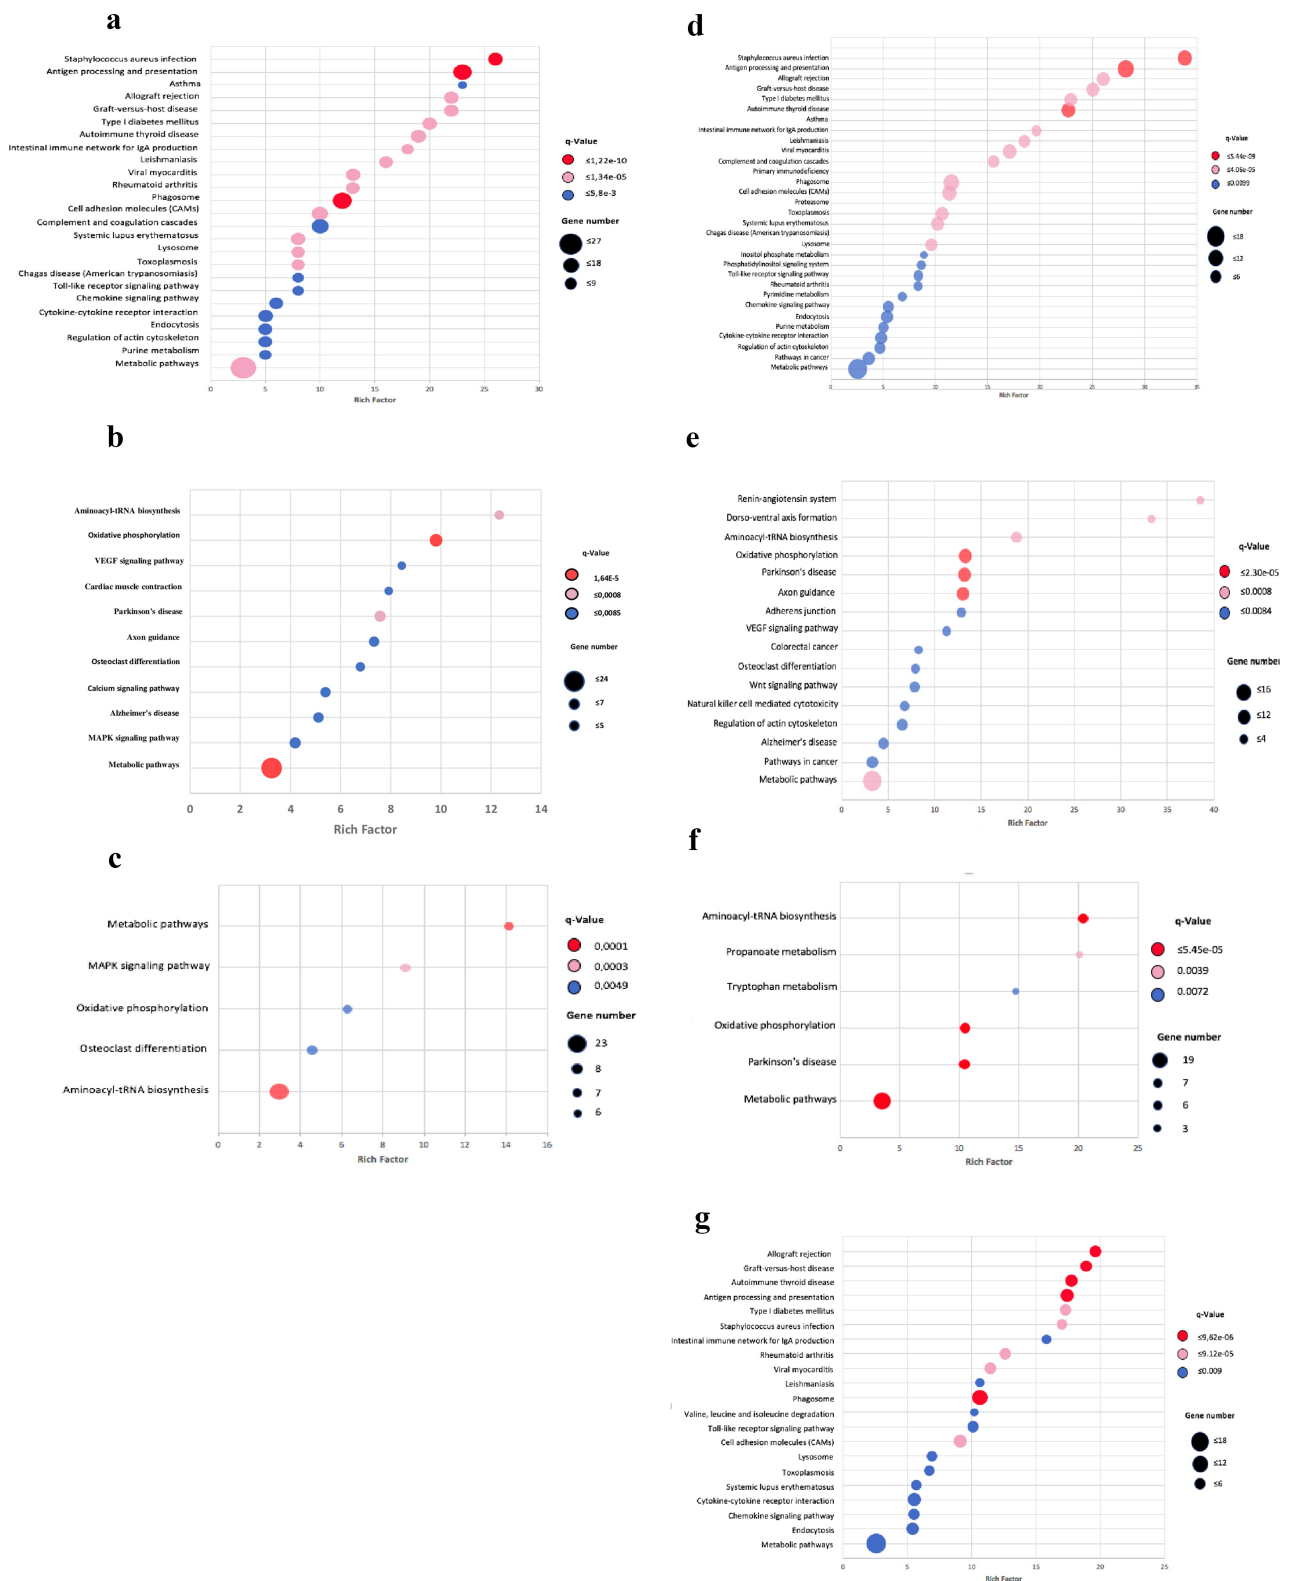 a
Staphylococcus aureus infection
Antigen processing and presentation
Asthma
Allograft rejection
Graft-versus-host disease
Type I diabetes mellitus
Autoimmune thyroid disease
Intestinal immune network for IgA production
Leishmaniasis
Viral myocarditis
Rheumatoid arthritis
Phagosome
Cell adhesion molecules (CAMs)
Complement and coagulation cascades
Systemic lupus erythematosus
Lysosome
Toxoplasmosis
Chagas disease (American trypanosomiasis)
Toll-like receptor signaling pathway
Chemokine signaling pathway
Cytokine-cytokine receptor interaction
Endocytosis
Regulation of actin cytoskeleton
Purine metabolism
Metabolic pathways
0 5 10 15 20 25 30
Rich Factor
q-Value
≤1,22e-10
≤1,34e-05
≤5,8e-3
Gene number
≤27
≤18
≤9
d
Staphylococcus aureus infection
Antigen processing and presentation
Allograft rejection
Graft-versus-host disease
Type I diabetes mellitus
Autoimmune thyroid disease
Asthma
Intestinal immune network for IgA production
Leishmaniasis
Viral myocarditis
Complement and coagulation cascades
Primary immunodeficiency
Phagosome
Cell adhesion molecules (CAMs)
Proteasome
Toxoplasmosis
Systemic lupus erythematosus
Chagas disease (American trypanosomiasis)
Lysosome
Inositol phosphate metabolism
Phosphatidylinositol signaling system
Toll-like receptor signaling pathway
Rheumatoid arthritis
Pyrimidine metabolism
Chemokine signaling pathway
Endocytosis
Purine metabolism
Cytokine-cytokine receptor interaction
Regulation of actin cytoskeleton
Pathways in cancer
Metabolic pathways
0 5 10 15 20 25 30 35
Rich Factor
q-Value
≤5.44e-09
≤4.06e-05
≤0.0099
Gene number
≤18
≤12
≤6
b
Aminoacyl-tRNA biosynthesis
Oxidative phosphorylation
VEGF signaling pathway
Cardiac muscle contraction
Parkinson's disease
Axon guidance
Osteoclast differentiation
Calcium signaling pathway
Alzheimer's disease
MAPK signaling pathway
Metabolic pathways
0 2 4 6 8 10 12 14
Rich Factor
q-Value
1,64E-5
≤0,0008
≤0,0085
Gene number
≤24
≤7
≤5
e
Renin-angiotensin system
Dorso-ventral axis formation
Aminoacyl-tRNA biosynthesis
Oxidative phosphorylation
Parkinson's disease
Axon guidance
Adherens junction
VEGF signaling pathway
Colorectal cancer
Osteoclast differentiation
Wnt signaling pathway
Natural killer cell mediated cytotoxicity
Regulation of actin cytoskeleton
Alzheimer's disease
Pathways in cancer
Metabolic pathways
0 5 10 15 20 25 30 35 40
Rich Factor
q-Value
≤2.30e-05
≤0.0008
≤0.0084
Gene number
≤16
≤12
≤4
c
Metabolic pathways
MAPK signaling pathway
Oxidative phosphorylation
Osteoclast differentiation
Aminoacyl-tRNA biosynthesis
0 2 4 6 8 10 12 14 16
Rich Factor
q-Value
0,0001
0,0003
0,0049
Gene number
23
8
7
6
f
Aminoacyl-tRNA biosynthesis
Propanoate metabolism
Tryptophan metabolism
Oxidative phosphorylation
Parkinson's disease
Metabolic pathways
0 5 10 15 20 25
Rich Factor
q-Value
≤5.45e-05
0.0039
0.0072
Gene number
19
7
6
3
g
Allograft rejection
Graft-versus-host disease
Autoimmune thyroid disease
Antigen processing and presentation
Type I diabetes mellitus
Staphylococcus aureus infection
Intestinal immune network for IgA production
Rheumatoid arthritis
Viral myocarditis
Leishmaniasis
Phagosome
Valine, leucine and isoleucine degradation
Toll-like receptor signaling pathway
Cell adhesion molecules (CAMs)
Lysosome
Toxoplasmosis
Systemic lupus erythematosus
Cytokine-cytokine receptor interaction
Chemokine signaling pathway
Endocytosis
Metabolic pathways
0 5 10 15 20 25
Rich Factor
q-Value
≤9,62e-06
≤9.12e-05
≤0.009
Gene number
≤18
≤12
≤6